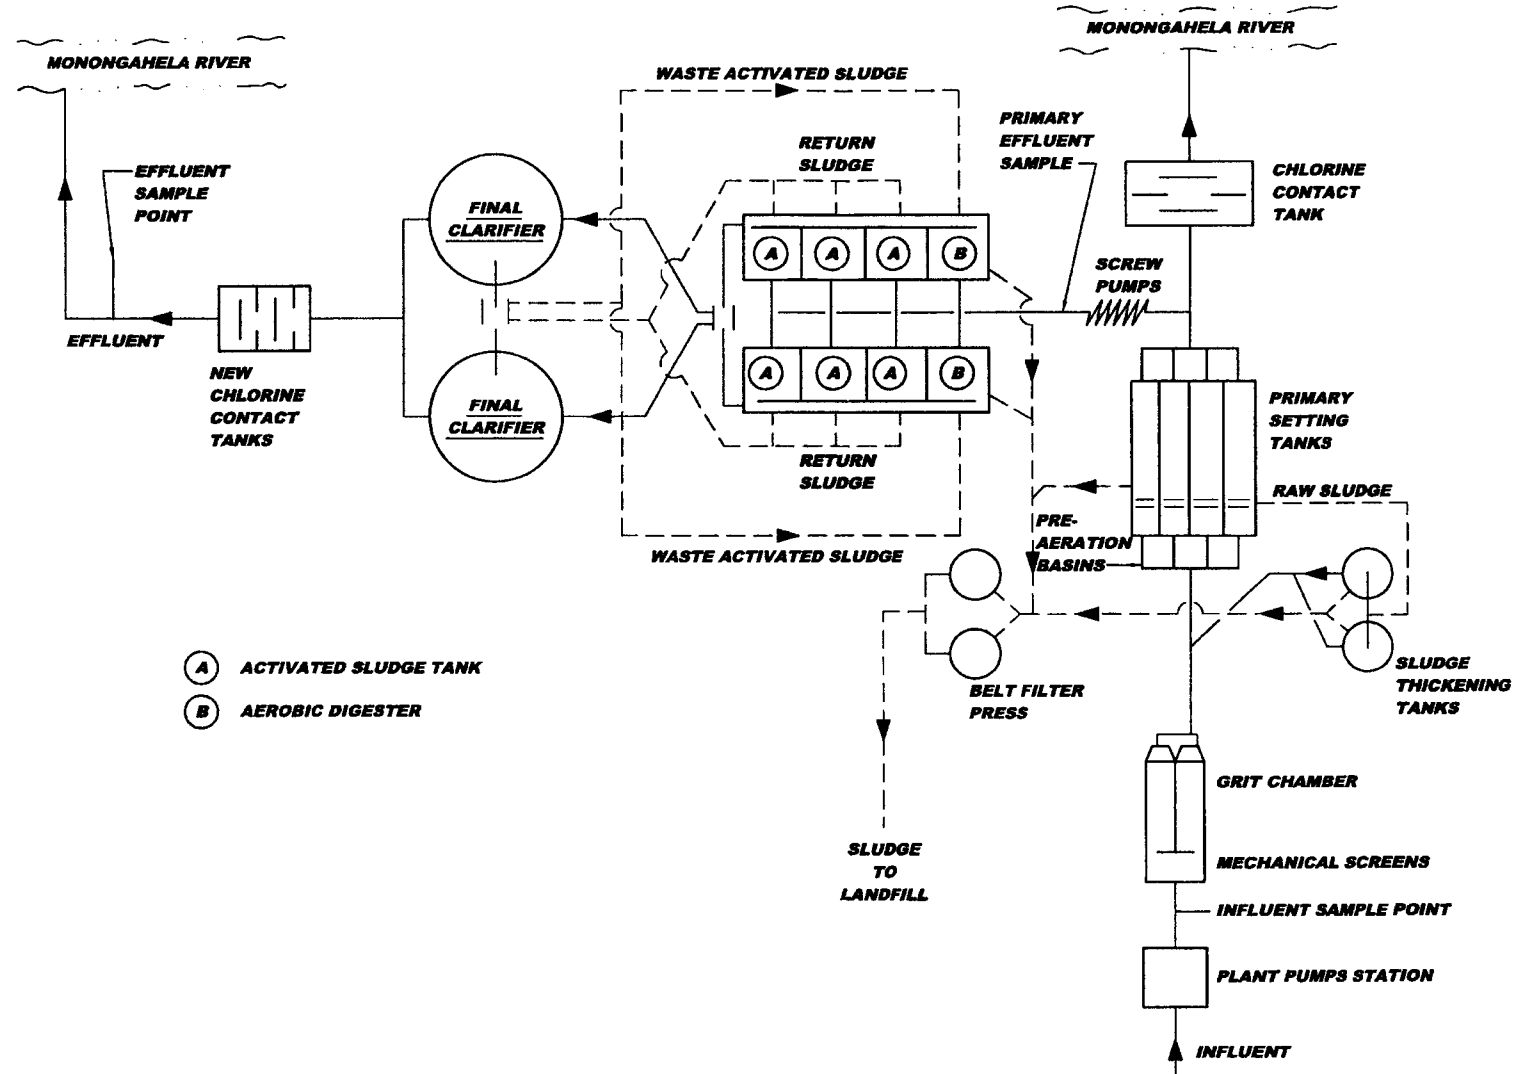 MONONGAHELA RIVER
MONONGAHELA RIVER
WASTE ACTIVATED SLUDGE
PRIMARY
EFFLUENT
SAMPLE
RETURN
SLUDGE
CHLORINE
CONTACT
TANK
EFFLUENT
SAMPLE
POINT
FINAL
CLARIFIER
A
A
A
B
SCREW
PUMPS
EFFLUENT
NEW
CHLORINE
CONTACT
TANKS
FINAL
CLARIFIER
A
A
A
B
PRIMARY
SETTING
TANKS
RETURN
SLUDGE
RAW SLUDGE
WASTE ACTIVATED SLUDGE
PRE-
AERATION
BASINS
A ACTIVATED SLUDGE TANK
B AEROBIC DIGESTER
BELT FILTER
PRESS
SLUDGE
THICKENING
TANKS
GRIT CHAMBER
SLUDGE
TO
LANDFILL
MECHANICAL SCREENS
INFLUENT SAMPLE POINT
PLANT PUMPS STATION
INFLUENT